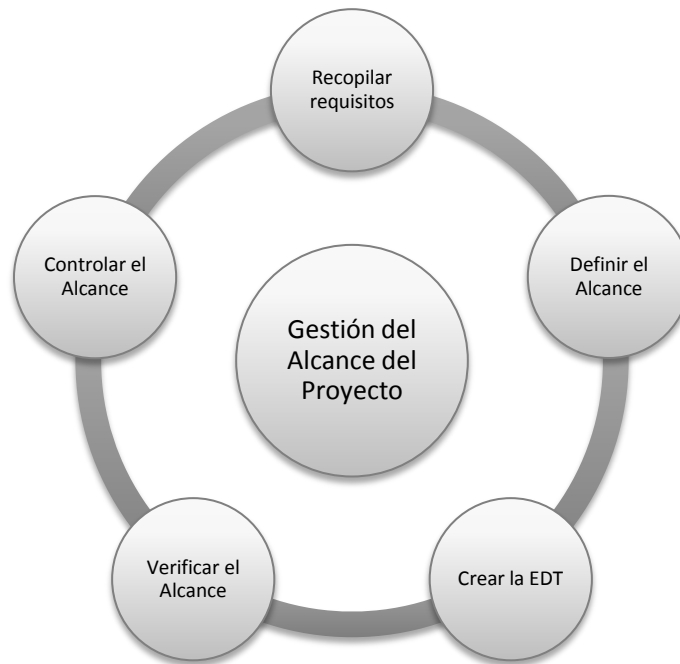 Recopilar
requisitos
Definir el
Alcance
Crear la EDT
Verificar el
Alcance
Controlar el
Alcance
Gestión del
Alcance del
Proyecto